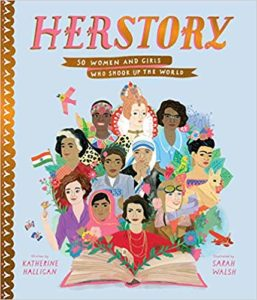 HERSTORY
50 WOMEN AND GIRLS
WHO SHOOK UP THE WORLD
Written by
KATHERINE
HALLIGAN
Illustrated by
SARAH
WALSH